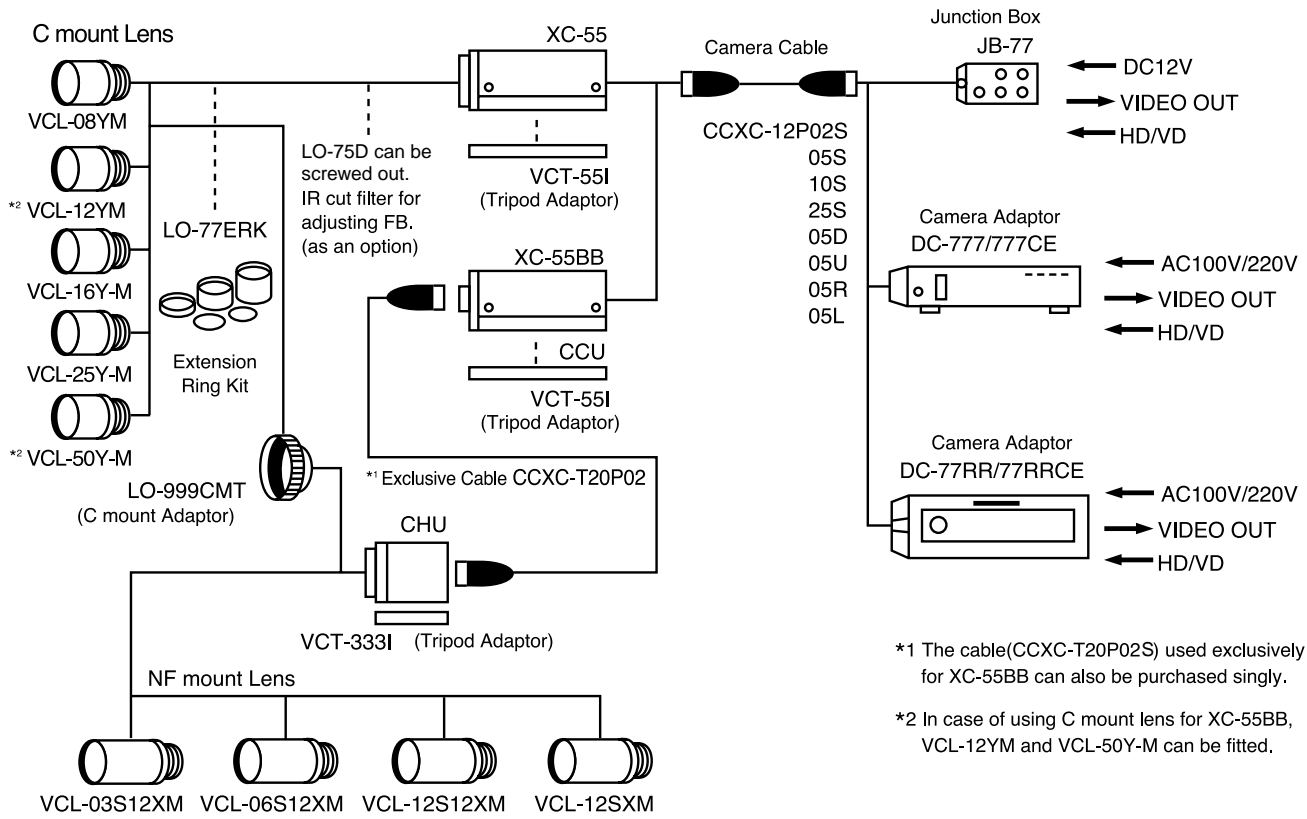 C mount Lens
VCL-08YM
*2 VCL-12YM
VCL-16Y-M
VCL-25Y-M
*2 VCL-50Y-M
LO-77ERK
Extension
Ring Kit
LO-75D can be
screwed out.
IR cut filter for
adjusting FB.
(as an option)
XC-55
VCT-55I
(Tripod Adaptor)
XC-55BB
CCU
VCT-55I
(Tripod Adaptor)
Camera Cable
CCXC-12P02S
05S
10S
25S
05D
05U
05R
05L
Junction Box
JB-77
DC12V
VIDEO OUT
HD/VD
Camera Adaptor
DC-777/777CE
AC100V/220V
VIDEO OUT
HD/VD
Camera Adaptor
DC-77RR/77RRCE
AC100V/220V
VIDEO OUT
HD/VD
LO-999CMT
(C mount Adaptor)
*1 Exclusive Cable CCXC-T20P02
CHU
VCT-333I (Tripod Adaptor)
NF mount Lens
VCL-03S12XM
VCL-06S12XM
VCL-12S12XM
VCL-12SXM
*1 The cable(CCXC-T20P02S) used exclusively
for XC-55BB can also be purchased singly.
*2 In case of using C mount lens for XC-55BB,
VCL-12YM and VCL-50Y-M can be fitted.